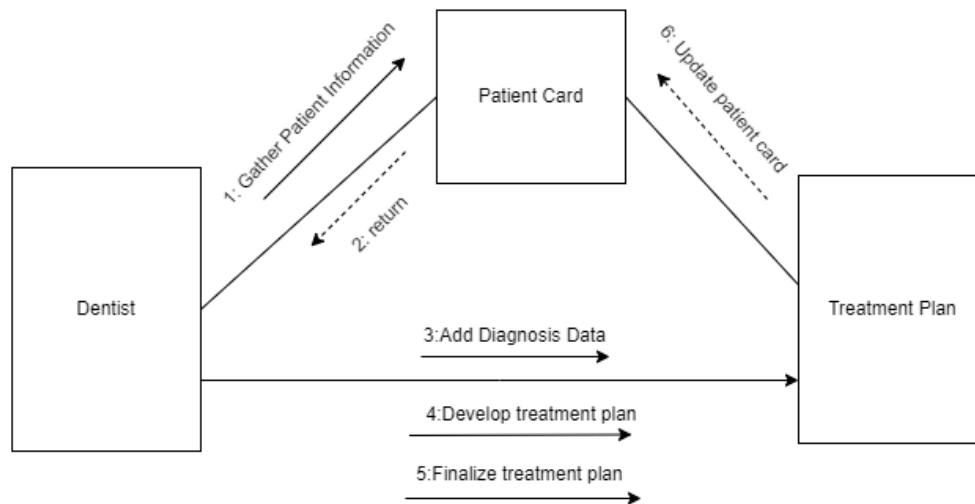 1: Gather Patient Information
Patient Card
6: Update patient card
2: return
Dentist
Treatment Plan
3:Add Diagnosis Data
4:Develop treatment plan
5:Finalize treatment plan